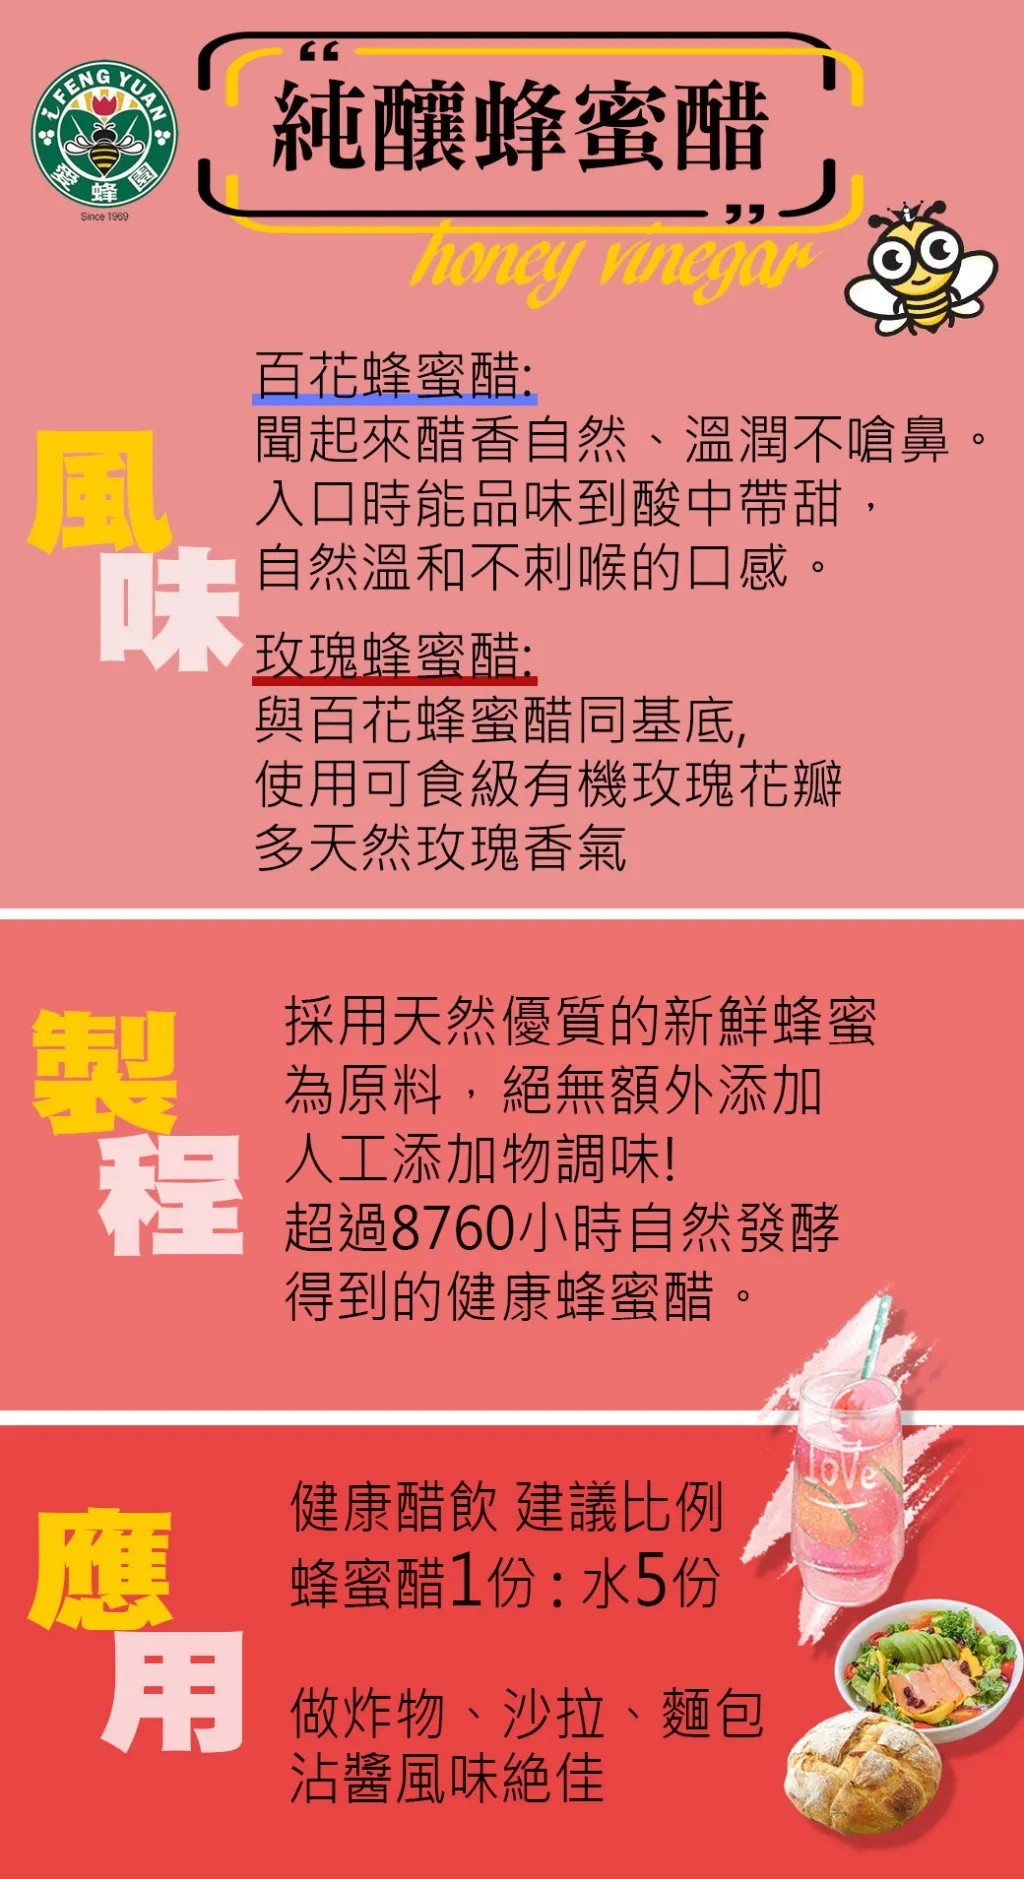 i FENG YUAN
愛蜂園
Since 1969
“純釀蜂蜜醋”
honey vinegar
風味
百花蜂蜜醋:
聞起來醋香自然、溫潤不嗆鼻。
入口時能品味到酸中帶甜，
自然溫和不刺喉的口感。
玫瑰蜂蜜醋:
與百花蜂蜜醋同基底,
使用可食級有機玫瑰花瓣
多天然玫瑰香氣
製程
採用天然優質的新鮮蜂蜜
為原料，絕無額外添加
人工添加物調味!
超過8760小時自然發酵
得到的健康蜂蜜醋。
love
應用
健康醋飲 建議比例
蜂蜜醋1份 : 水5份
做炸物、沙拉、麵包
沾醬風味絶佳